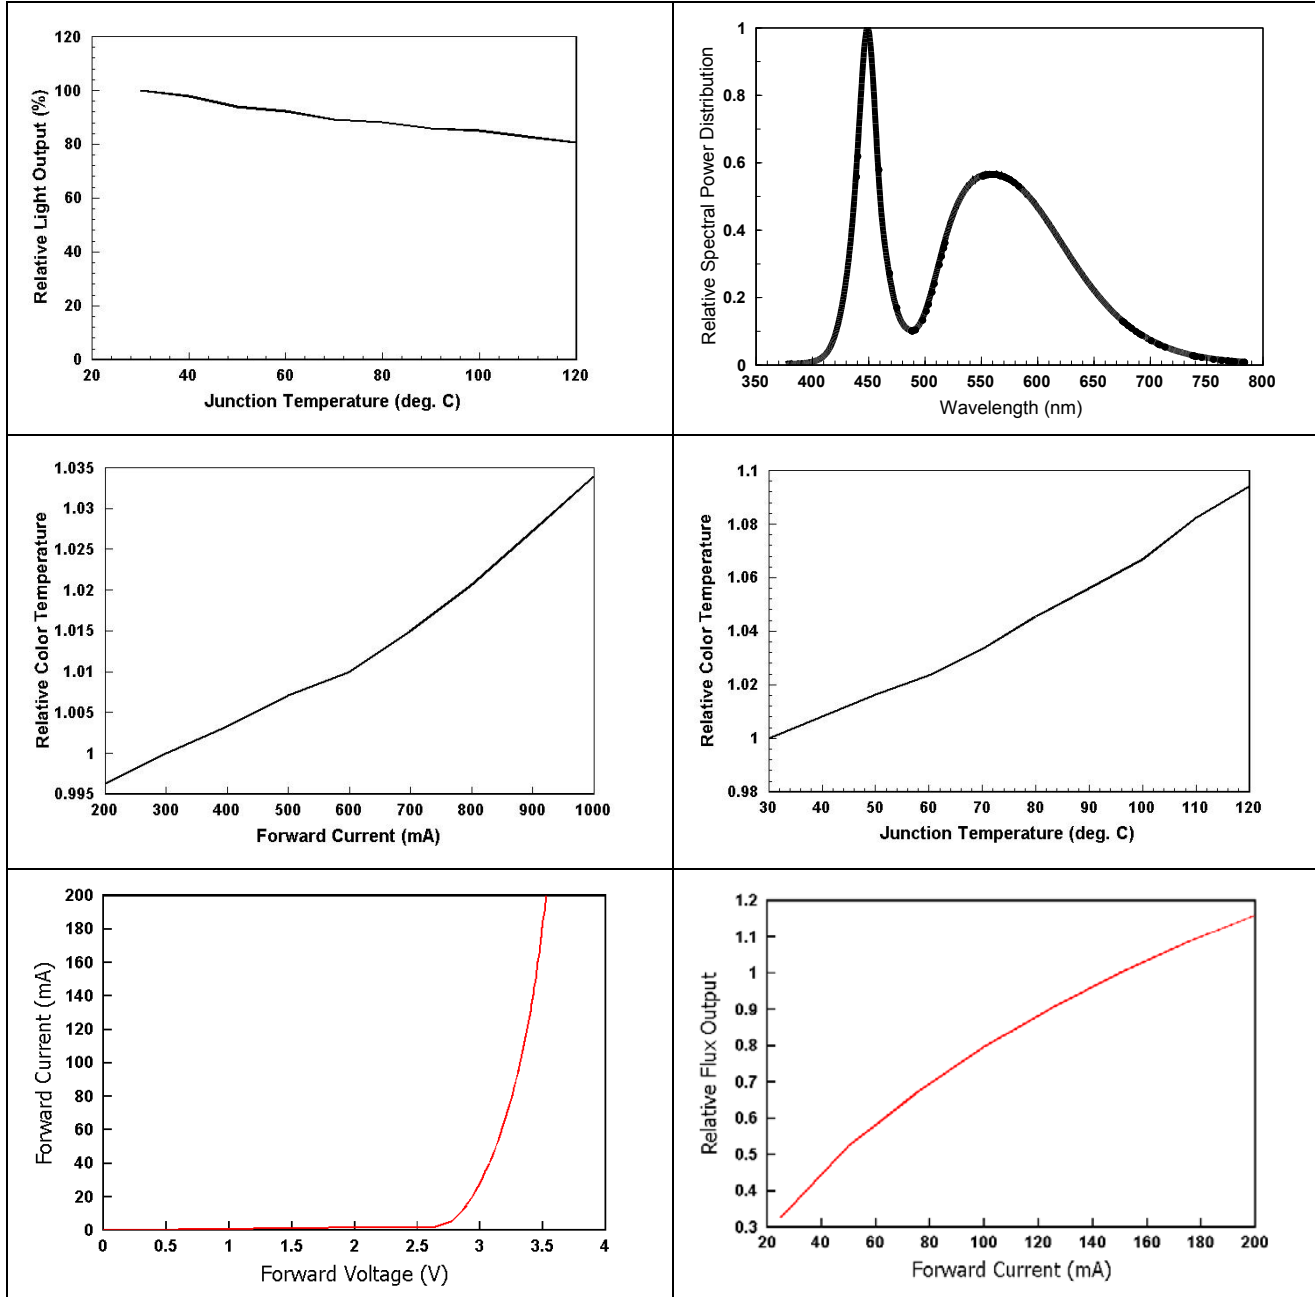 120
100
80
60
40
20
0
20 40 60 80 100 120
Relative Light Output (%)
Junction Temperature (deg. C)
1
0.8
0.6
0.4
0.2
0
350 400 450 500 550 600 650 700 750 800
Relative Spectral Power Distribution
Wavelength (nm)
1.035
1.03
1.025
1.02
1.015
1.01
1.005
1
0.995
200 300 400 500 600 700 800 900 1000
Relative Color Temperature
Forward Current (mA)
1.1
1.08
1.06
1.04
1.02
1
0.98
30 40 50 60 70 80 90 100 110 120
Relative Color Temperature
Junction Temperature (deg. C)
200
180
160
140
120
100
80
60
40
20
0
0 0.5 1 1.5 2 2.5 3 3.5 4
Forward Current (mA)
Forward Voltage (V)
1.2
1.1
1
0.9
0.8
0.7
0.6
0.5
0.4
0.3
20 40 60 80 100 120 140 160 180 200
Relative Flux Output
Forward Current (mA)